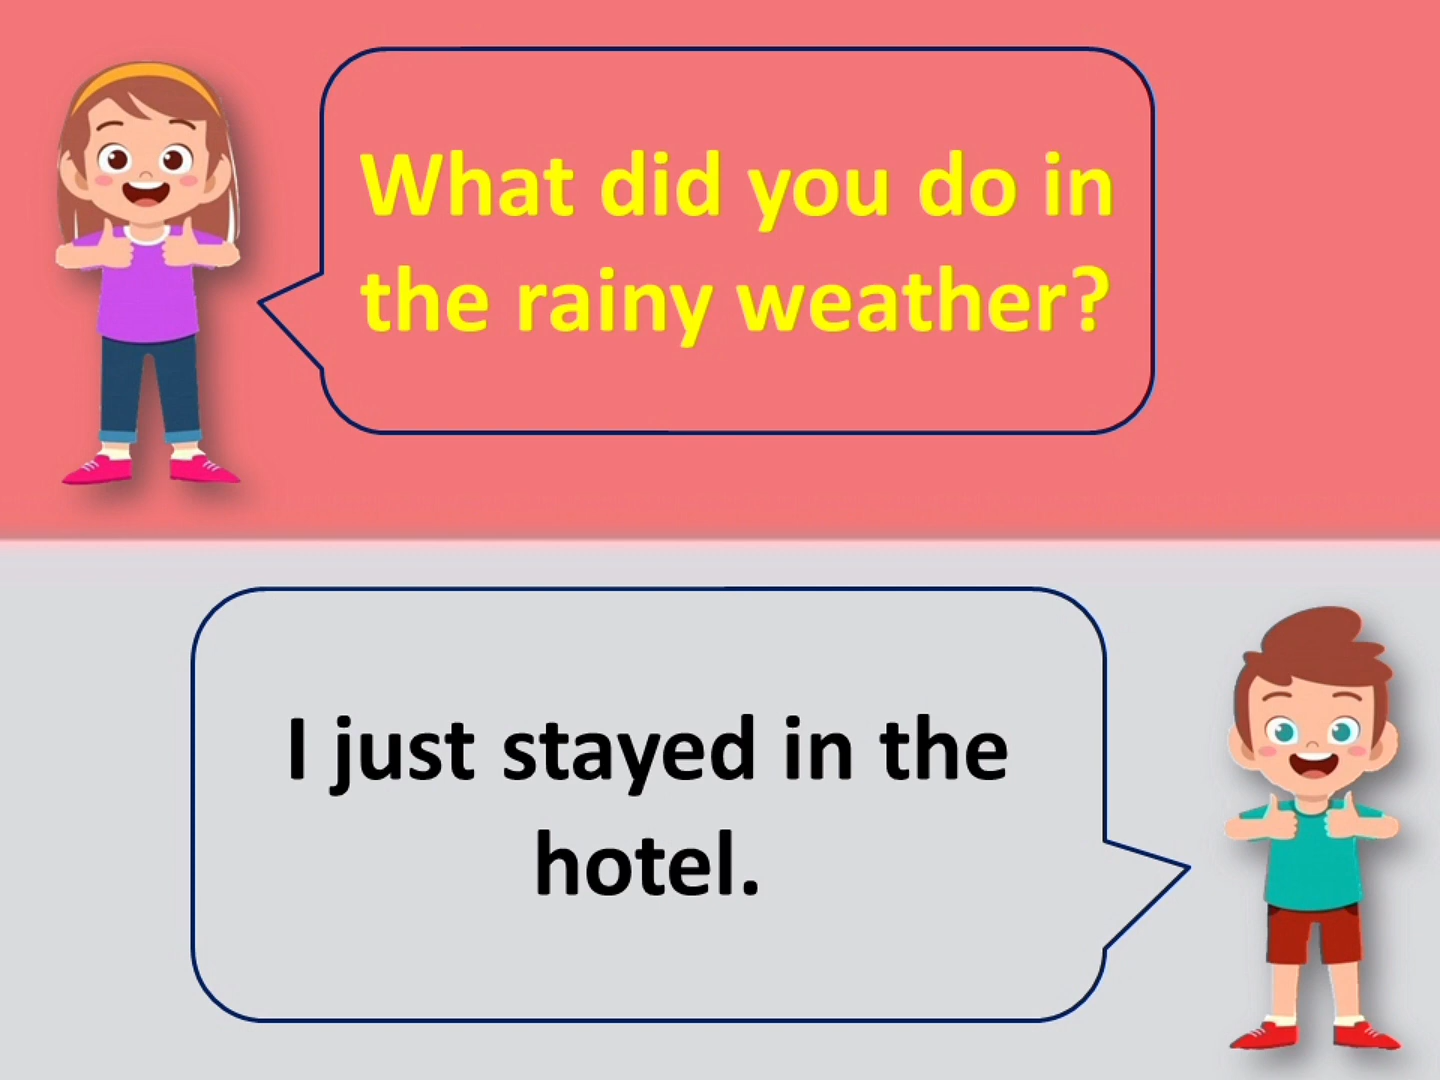 What did you do in
the rainy weather?
I just stayed in the
hotel.